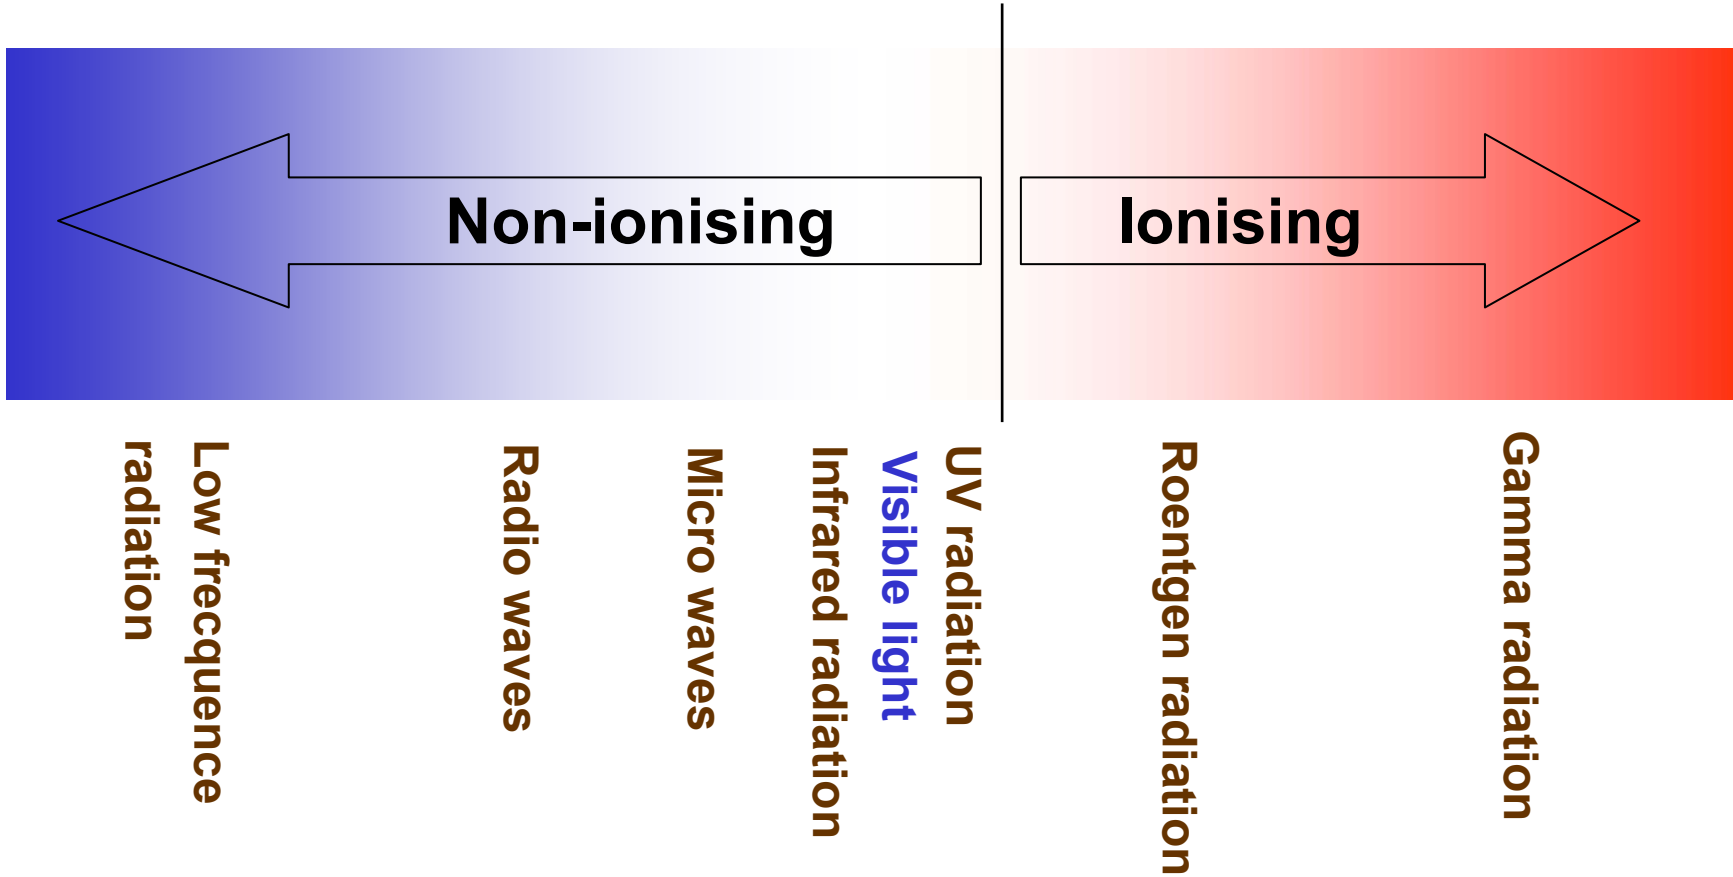 Non-ionising
Ionising
Low frecquence
radiation
Radio waves
Micro waves
Infrared radiation
Visible light
UV radiation
Roentgen radiation
Gamma radiation